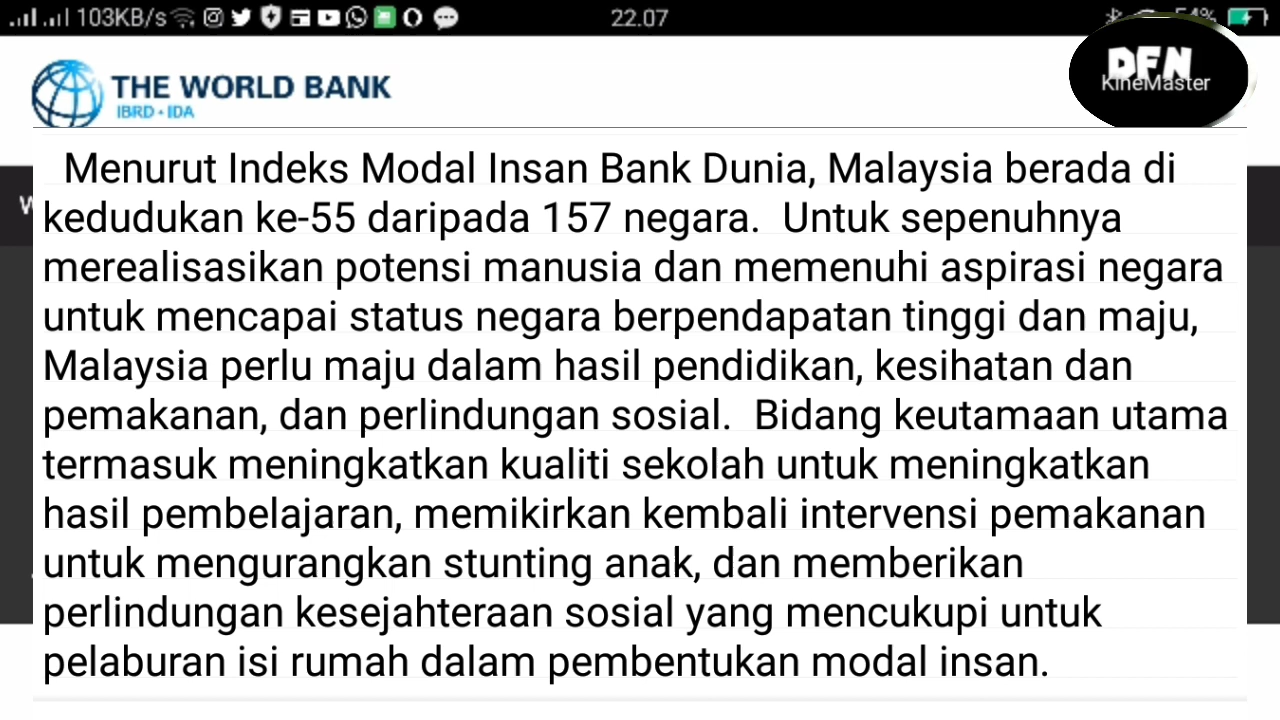 103KB/s 22.07 54%
THE WORLD BANK
IBRD • IDA
DFN
KineMaster
Menurut Indeks Modal Insan Bank Dunia, Malaysia berada di
kedudukan ke-55 daripada 157 negara. Untuk sepenuhnya
merealisasikan potensi manusia dan memenuhi aspirasi negara
untuk mencapai status negara berpendapatan tinggi dan maju,
Malaysia perlu maju dalam hasil pendidikan, kesihatan dan
pemakanan, dan perlindungan sosial. Bidang keutamaan utama
termasuk meningkatkan kualiti sekolah untuk meningkatkan
hasil pembelajaran, memikirkan kembali intervensi pemakanan
untuk mengurangkan stunting anak, dan memberikan
perlindungan kesejahteraan sosial yang mencukupi untuk
pelaburan isi rumah dalam pembentukan modal insan.